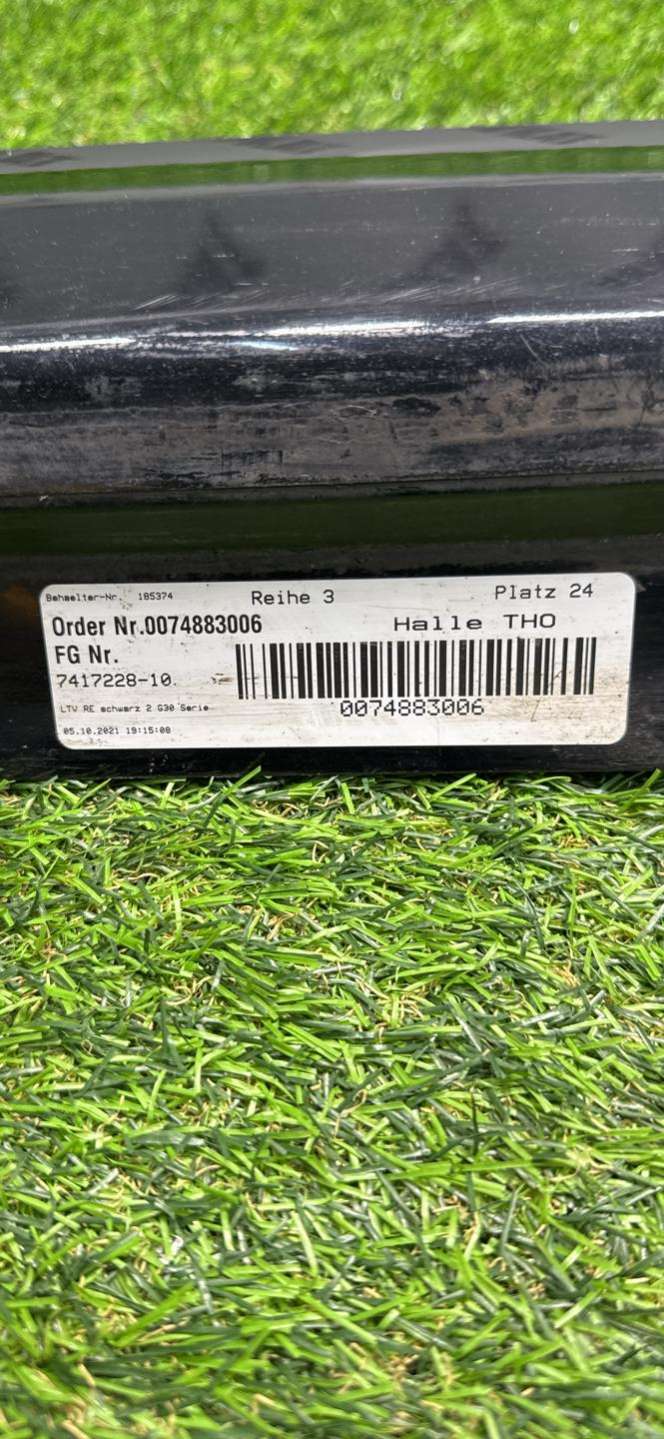 Behaelter-Nr. 185374 Reihe 3 Platz 24
Order Nr.0074883006 Halle THO
FG Nr.
7417228-10
0074883006
LTV RE schwarz 2 G30 Serie
05.10.2021 19:15:08